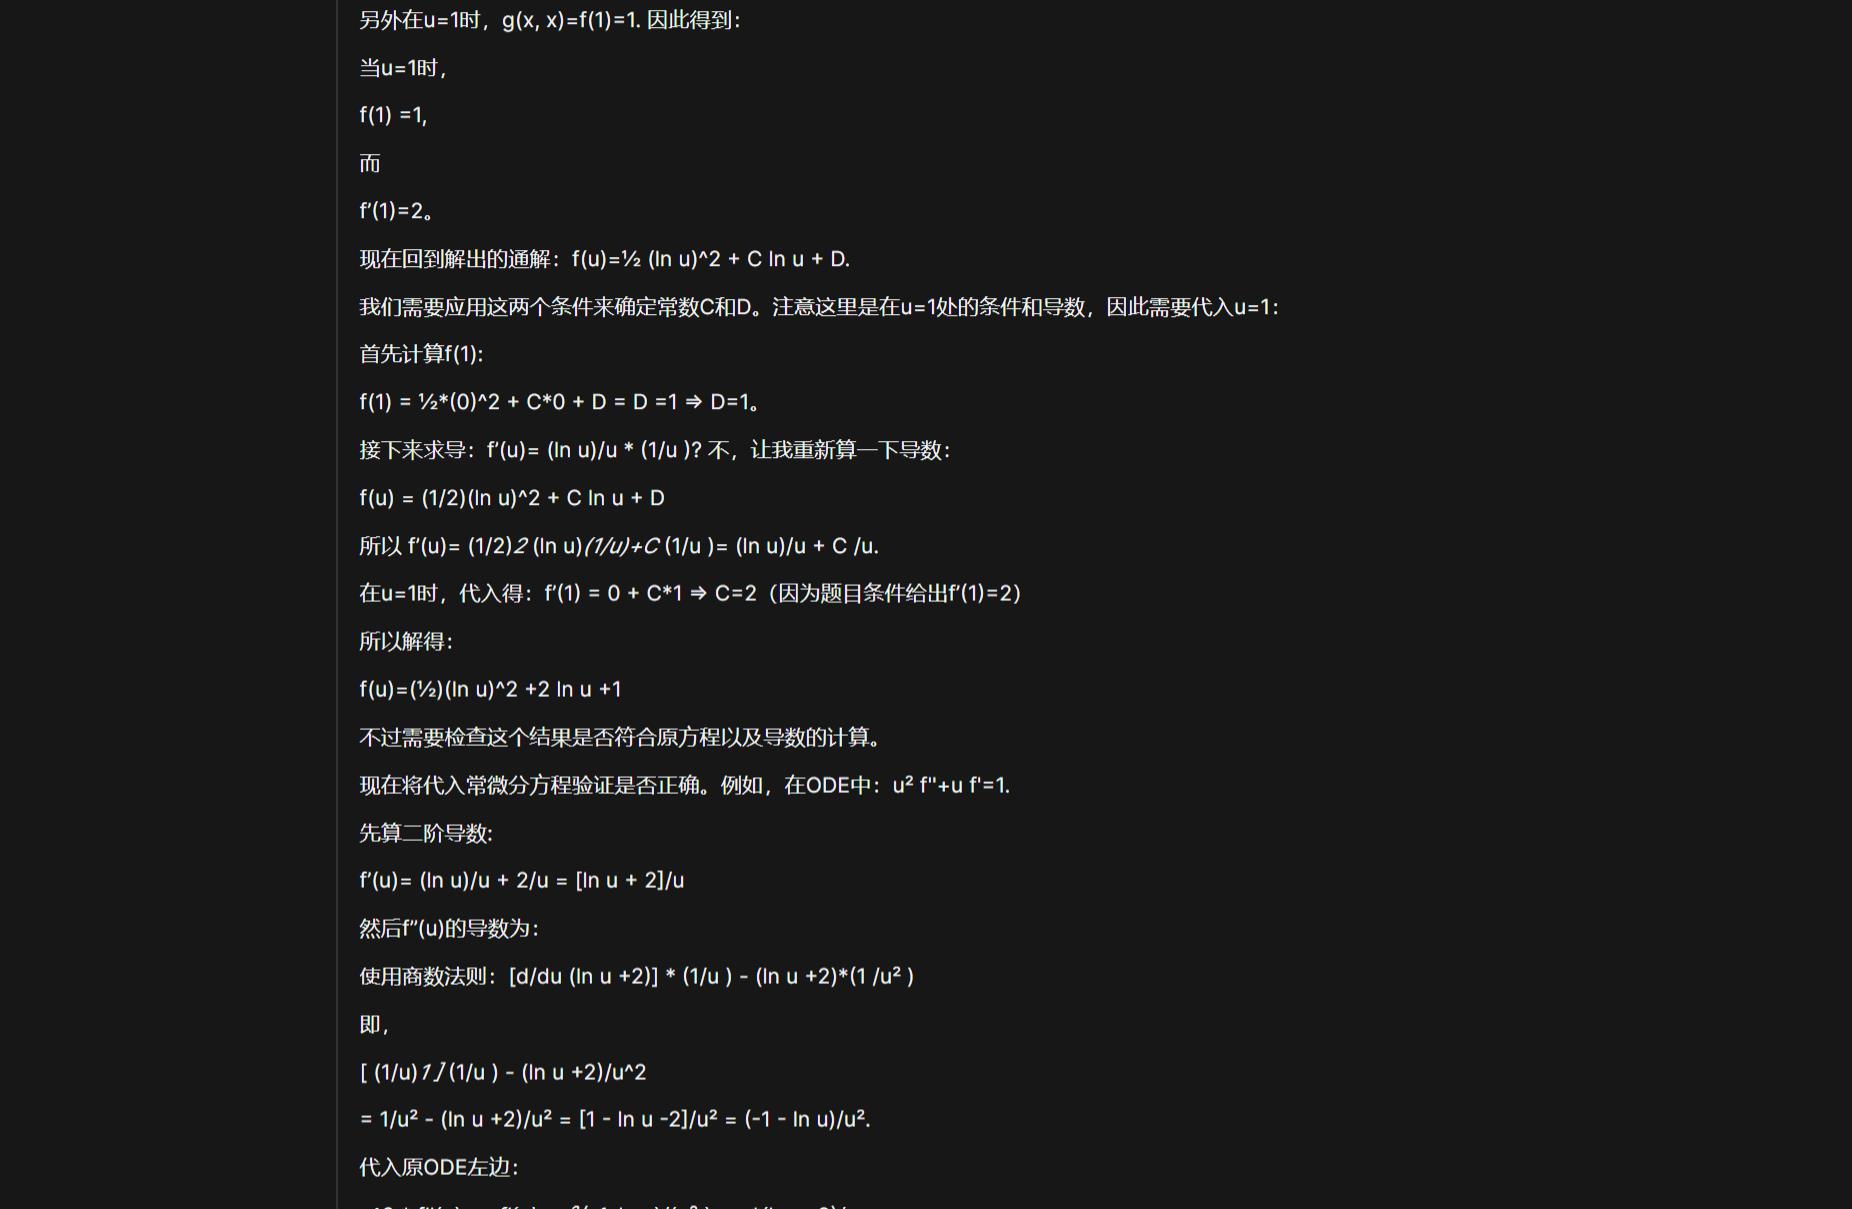 另外在u=1时，g(x, x)=f(1)=1. 因此得到：
当u=1时，
f(1) =1,
而
f’(1)=2。
现在回到解出的通解：f(u)=½ (ln u)^2 + C ln u + D.
我们需要应用这两个条件来确定常数C和D。注意这里是在u=1处的条件和导数，因此需要代入u=1：
首先计算f(1):
f(1) = ½*(0)^2 + C*0 + D = D =1 ⇒ D=1。
接下来求导：f’(u)= (ln u)/u * (1/u )? 不，让我重新算一下导数：
f(u) = (1/2)(ln u)^2 + C ln u + D
所以 f’(u)= (1/2)2 (ln u)(1/u)+C (1/u )= (ln u)/u + C /u.
在u=1时，代入得：f’(1) = 0 + C*1 ⇒ C=2（因为题目条件给出f’(1)=2）
所以解得：
f(u)=(½)(ln u)^2 +2 ln u +1
不过需要检查这个结果是否符合原方程以及导数的计算。
现在将代入常微分方程验证是否正确。例如，在ODE中：u² f''+u f'=1.
先算二阶导数:
f’(u)= (ln u)/u + 2/u = [ln u + 2]/u
然后f’’(u)的导数为：
使用商数法则：[d/du (ln u +2)] * (1/u ) - (ln u +2)*(1 /u² )
即，
[ (1/u)1 ] (1/u ) - (ln u +2)/u^2
= 1/u² - (ln u +2)/u² = [1 - ln u -2]/u² = (-1 - ln u)/u².
代入原ODE左边：